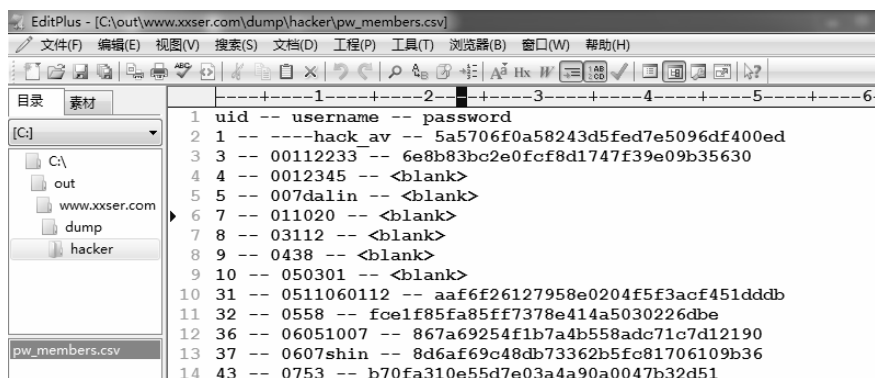 EditPlus - [C:\out\www.xxser.com\dump\hacker\pw_members.csv]
文件(F) 编辑(E) 视图(V) 搜索(S) 文档(D) 工程(P) 工具(T) 浏览器(B) 窗口(W) 帮助(H)
目录 素材
----+----1----+----2----+----3----+----4----+----5----+----6-
[C:]
C:\
out
www.xxser.com
dump
hacker
pw_members.csv
1 uid -- username -- password
2 1 -- ----hack_av -- 5a5706f0a58243d5fed7e5096df400ed
3 3 -- 00112233 -- 6e8b83bc2e0fcf8d1747f39e09b35630
4 4 -- 0012345 -- <blank>
5 5 -- 007dalin -- <blank>
6 7 -- 011020 -- <blank>
7 8 -- 03112 -- <blank>
8 9 -- 0438 -- <blank>
9 10 -- 050301 -- <blank>
10 31 -- 0511060112 -- aaf6f26127958e0204f5f3acf451dddb
11 32 -- 0558 -- fce1f85fa85ff7378e414a5030226dbe
12 36 -- 06051007 -- 867a69254f1b7a4b558adc71c7d12190
13 37 -- 0607shin -- 8d6af69c48db73362b5fc81706109b36
14 43 -- 0753 -- b70fa310e55d7e03a4a90a0047b32d51